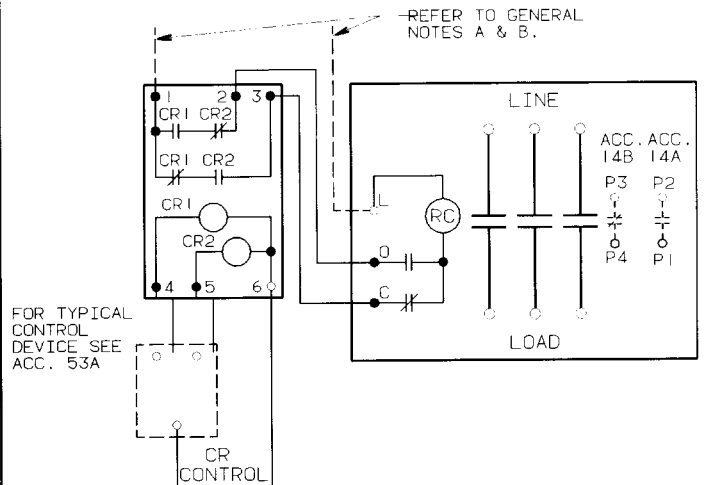 REFER TO GENERAL
NOTES A & B.
1 2 3
CR1 CR2
CR1 CR2
CR1
CR2
4 5 6
LINE
ACC. ACC.
14B 14A
P3 P2
P4 P1
L
RC
O
C
LOAD
FOR TYPICAL
CONTROL
DEVICE SEE
ACC. 53A
CR
CONTROL